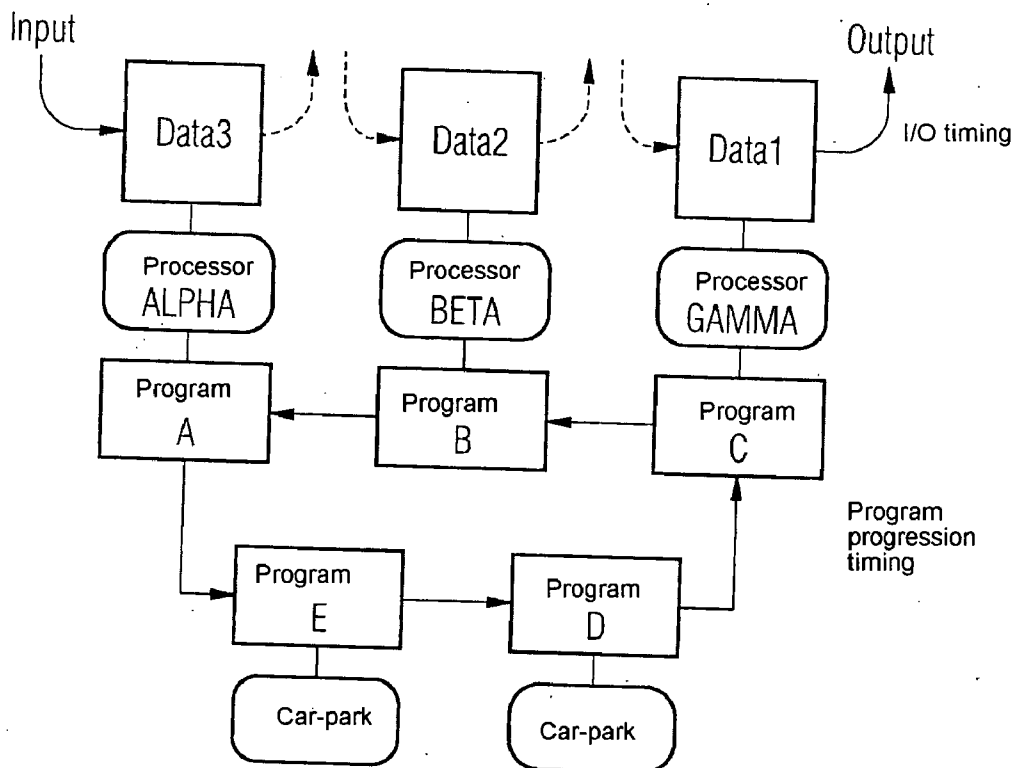 Input
Output
Data3
Data2
Data1
I/O timing
Processor
ALPHA
Processor
BETA
Processor
GAMMA
Program
A
Program
B
Program
C
Program
progression
timing
Program
E
Program
D
Car-park
Car-park